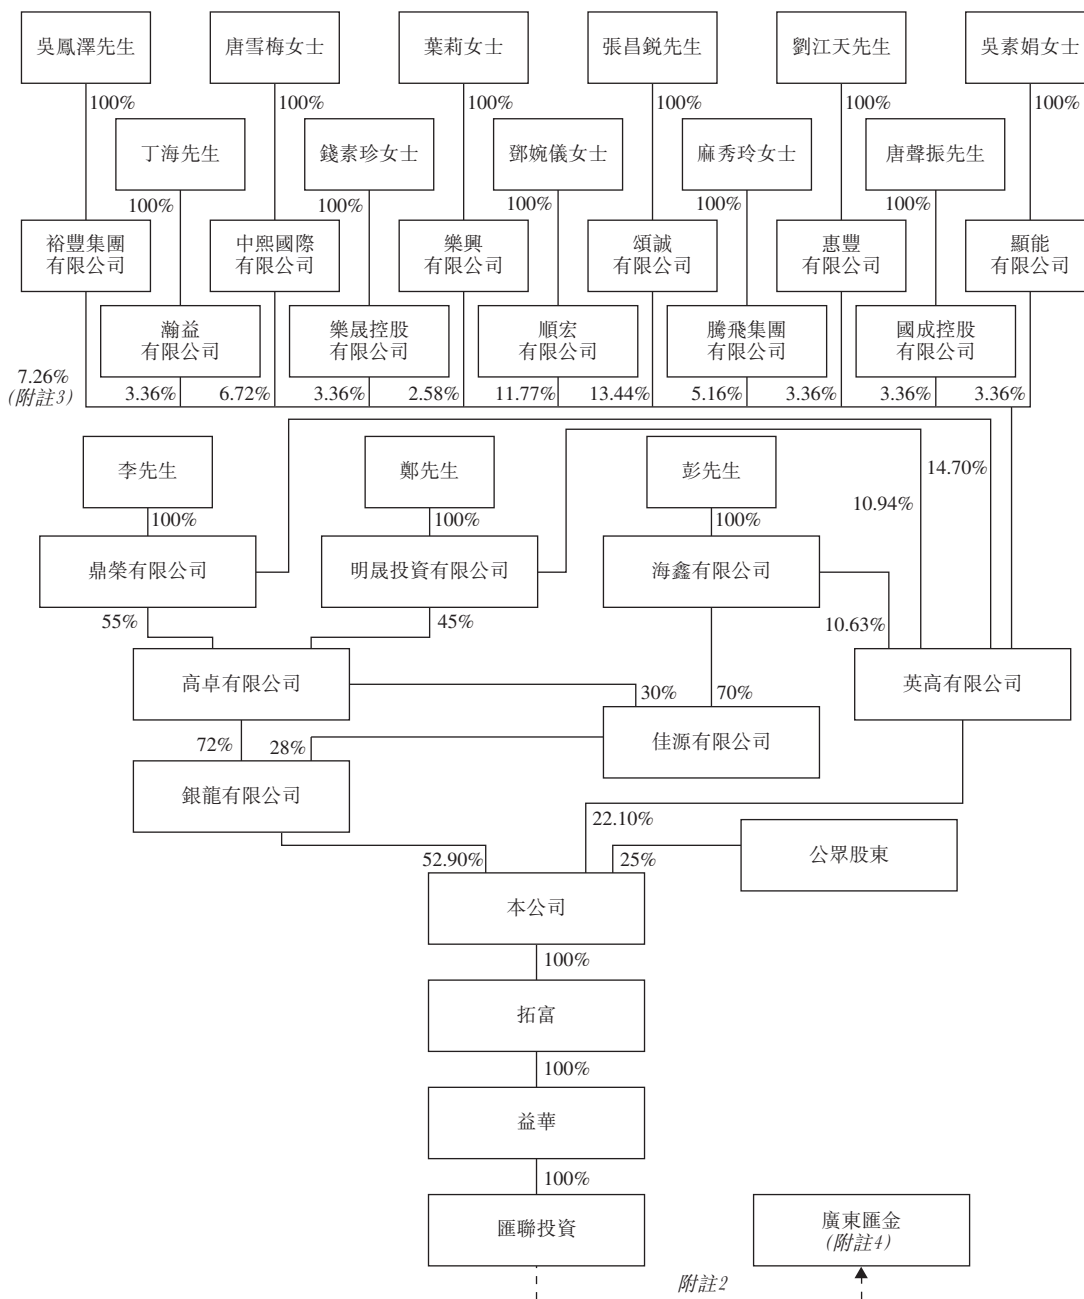 吳鳳澤先生
唐雪梅女士
葉莉女士
張昌銳先生
劉江天先生
吳素娟女士
100%
100%
100%
100%
100%
100%
丁海先生
錢素珍女士
鄧婉儀女士
麻秀玲女士
唐聲振先生
100%
100%
100%
100%
100%
裕豐集團
有限公司
中熙國際
有限公司
樂興
有限公司
頌誠
有限公司
惠豐
有限公司
顯能
有限公司
瀚益
有限公司
樂晟控股
有限公司
順宏
有限公司
騰飛集團
有限公司
國成控股
有限公司
7.26%
(附註3)
3.36%
6.72%
3.36%
2.58%
11.77%
13.44%
5.16%
3.36%
3.36%
3.36%
李先生
鄭先生
彭先生
14.70%
10.94%
100%
100%
100%
鼎榮有限公司
明晟投資有限公司
海鑫有限公司
55%
45%
10.63%
高卓有限公司
30%
70%
英高有限公司
72%
28%
佳源有限公司
銀龍有限公司
22.10%
52.90%
25%
公眾股東
本公司
100%
拓富
100%
益華
100%
匯聯投資
廣東匯金
(附註4)
附註2